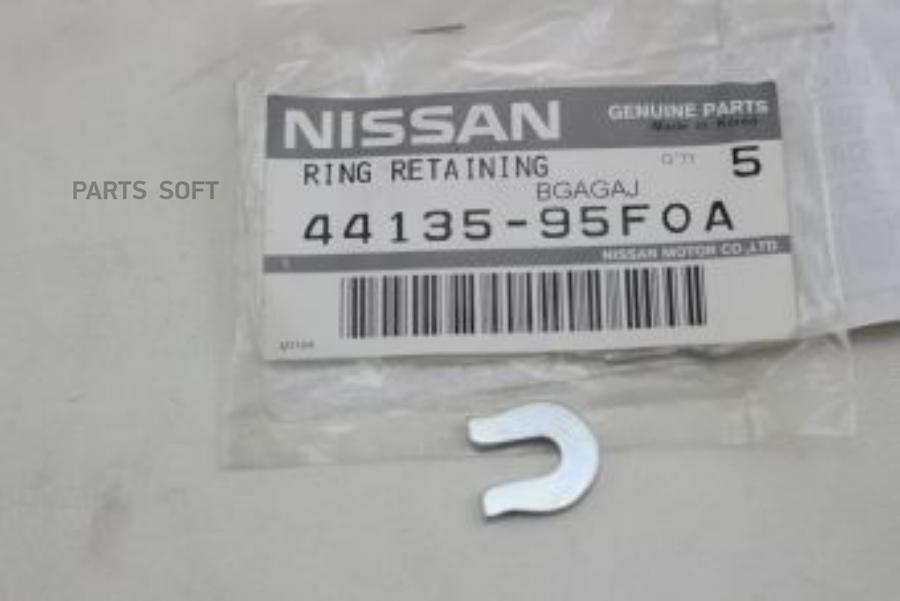 NISSAN
GENUINE PARTS
Made in Korea
RING RETAINING
Q'TY 5
BGAGAJ
44135-95F0A
NISSAN MOTOR CO.,LTD
PARTS SOFT